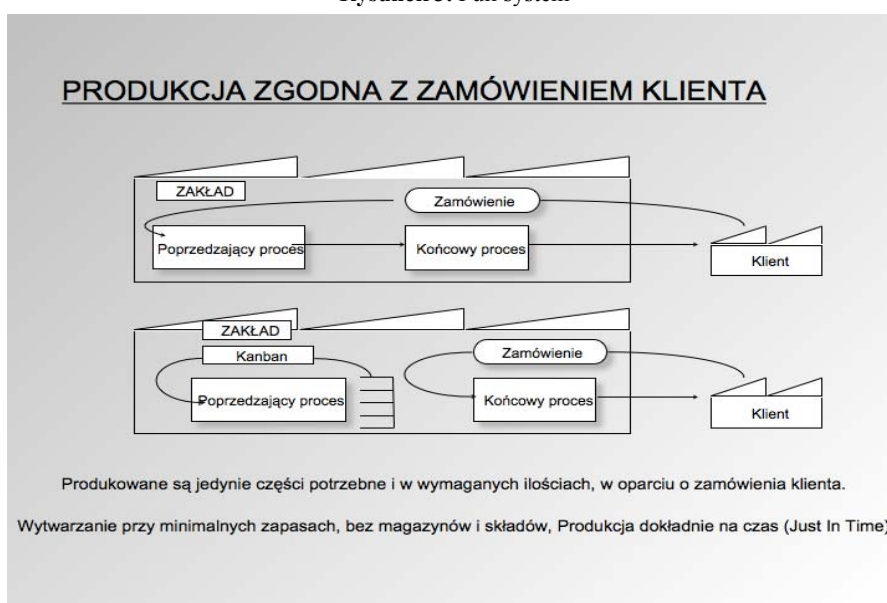 PRODUKCJA ZGODNA Z ZAMÓWIENIEM KLIENTA
ZAKŁAD
Zamówienie
Poprzedzający proces
Końcowy proces
Klient
ZAKŁAD
Kanban
Zamówienie
Poprzedzający proces
Końcowy proces
Klient
Produkowane są jedynie części potrzebne i w wymaganych ilościach, w oparciu o zamówienia klienta.
Wytwarzanie przy minimalnych zapasach, bez magazynów i składów, Produkcja dokładnie na czas (Just In Time)